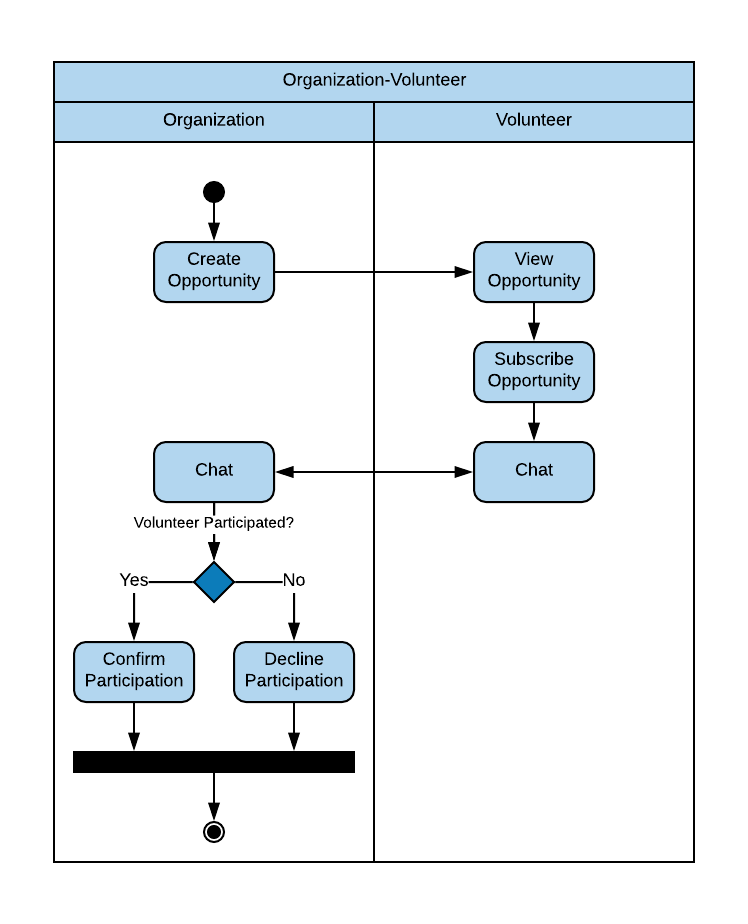 Organization-Volunteer
Organization
Volunteer
Create
Opportunity
View
Opportunity
Subscribe
Opportunity
Chat
Chat
Volunteer Participated?
Yes
No
Confirm
Participation
Decline
Participation